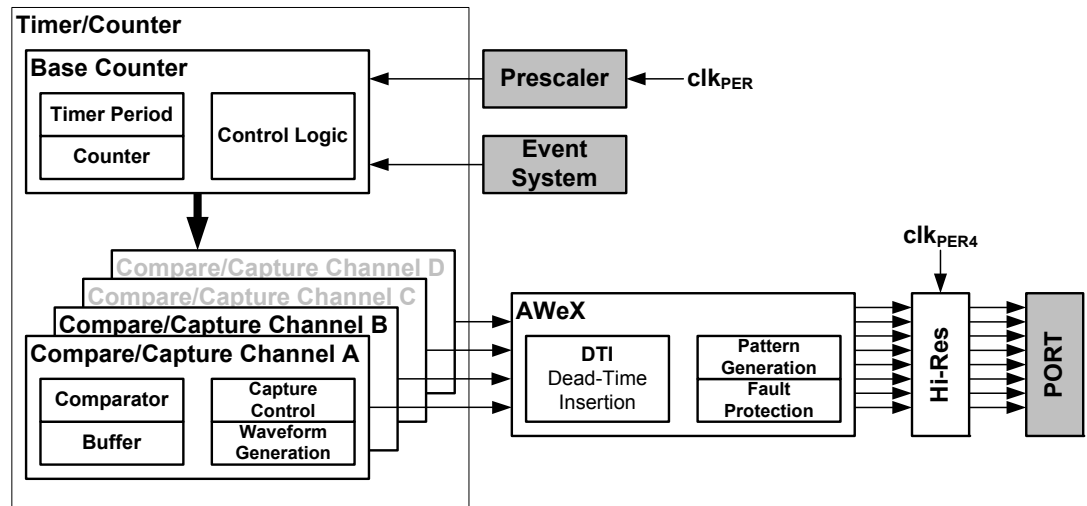 Timer/Counter
Base Counter
Timer Period
Counter
Control Logic
Prescaler
clkPER
Event
System
Compare/Capture Channel D
Compare/Capture Channel C
Compare/Capture Channel B
Compare/Capture Channel A
Comparator
Buffer
Capture
Control
Waveform
Generation
AWeX
DTI
Dead-Time
Insertion
Pattern
Generation
Fault
Protection
clkPER4
Hi-Res
PORT